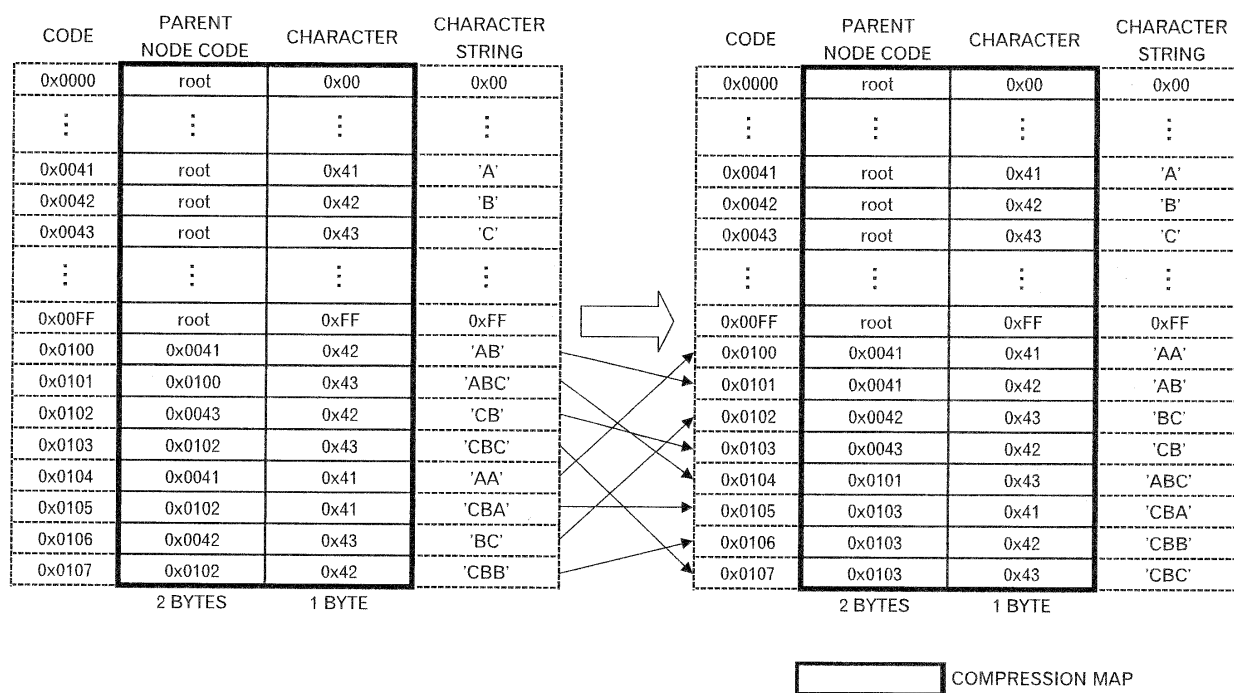 CODE PARENT NODE CODE CHARACTER CHARACTER STRING
0x0000 root 0x00 0x00
⋮ ⋮ ⋮ ⋮
0x0041 root 0x41 'A'
0x0042 root 0x42 'B'
0x0043 root 0x43 'C'
⋮ ⋮ ⋮ ⋮
0x00FF root 0xFF 0xFF
0x0100 0x0041 0x42 'AB'
0x0101 0x0100 0x43 'ABC'
0x0102 0x0043 0x42 'CB'
0x0103 0x0102 0x43 'CBC'
0x0104 0x0041 0x41 'AA'
0x0105 0x0102 0x41 'CBA'
0x0106 0x0042 0x43 'BC'
0x0107 0x0102 0x42 'CBB'
2 BYTES 1 BYTE
CODE PARENT NODE CODE CHARACTER CHARACTER STRING
0x0000 root 0x00 0x00
⋮ ⋮ ⋮ ⋮
0x0041 root 0x41 'A'
0x0042 root 0x42 'B'
0x0043 root 0x43 'C'
⋮ ⋮ ⋮ ⋮
0x00FF root 0xFF 0xFF
0x0100 0x0041 0x41 'AA'
0x0101 0x0041 0x42 'AB'
0x0102 0x0042 0x43 'BC'
0x0103 0x0043 0x42 'CB'
0x0104 0x0101 0x43 'ABC'
0x0105 0x0103 0x41 'CBA'
0x0106 0x0103 0x42 'CBB'
0x0107 0x0103 0x43 'CBC'
2 BYTES 1 BYTE
COMPRESSION MAP